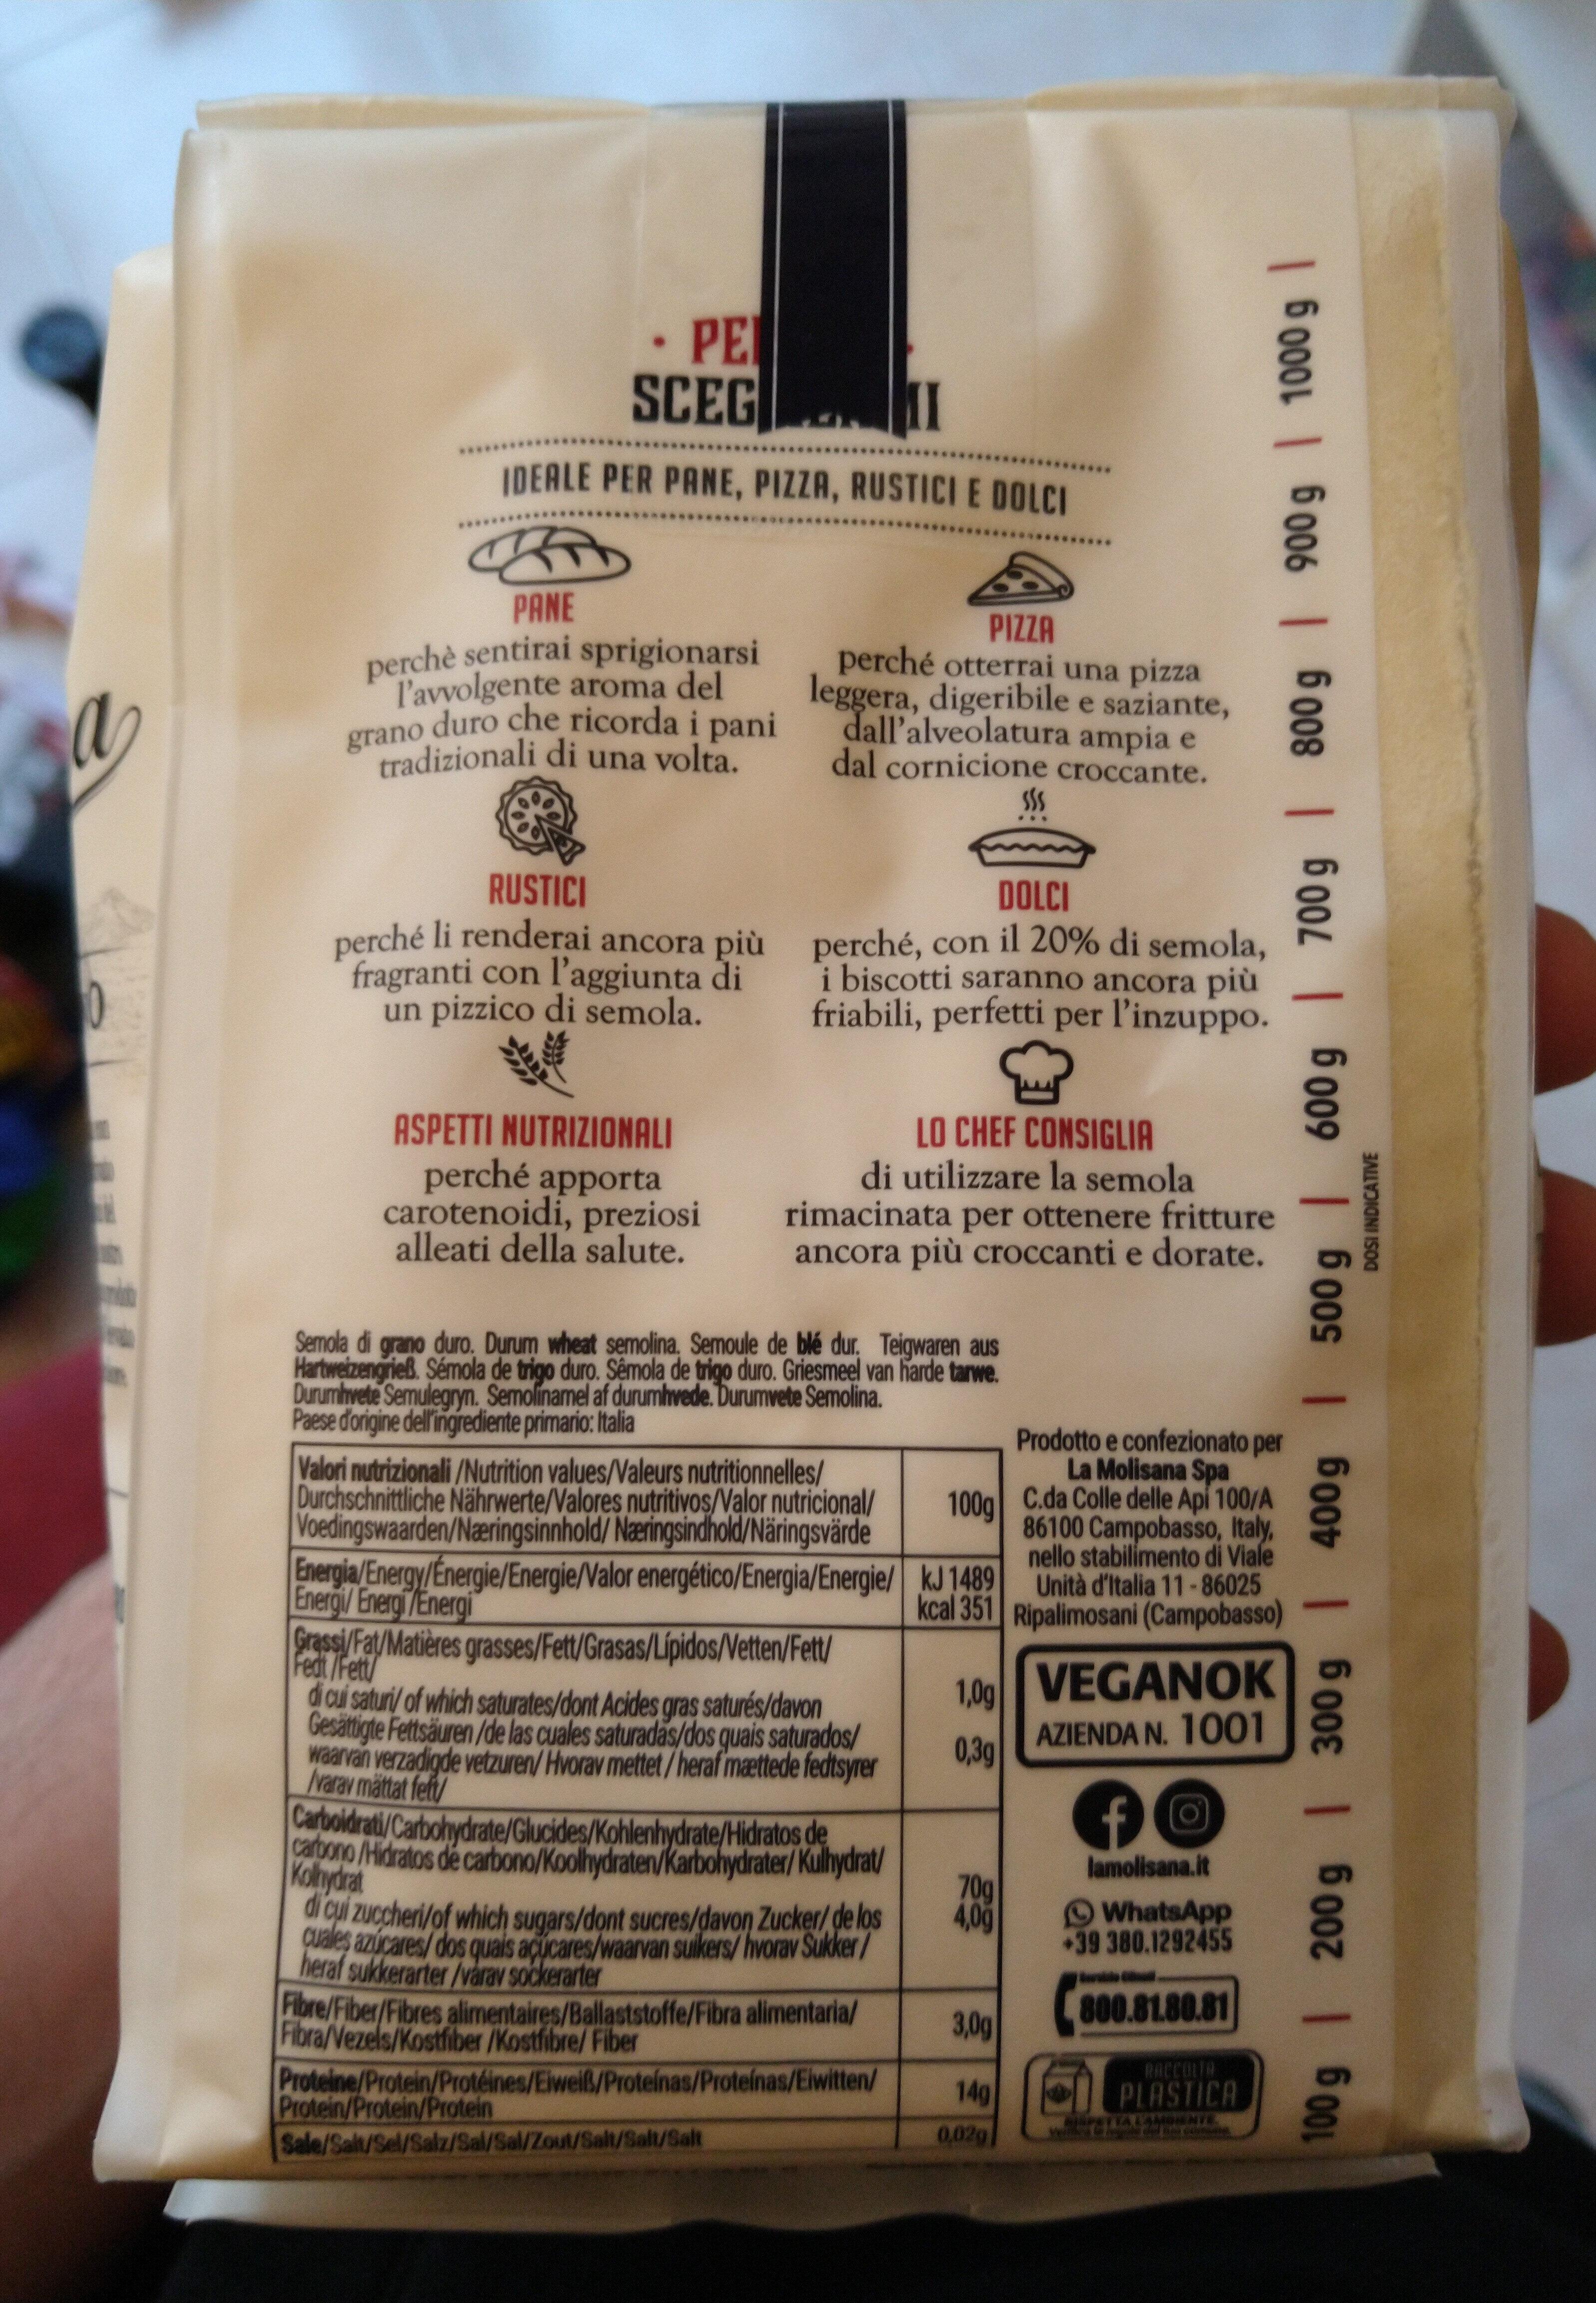 · PE
SCEG
IDEALE PER PANE, PIZZA, RUSTICI E DOLCI
PANE
perchè sentirai sprigionarsi
l'avvolgente aroma del
grano duro che ricorda i pani
tradizionali di una volta.
PIZZA
perché otterrai una pizza
leggera, digeribile e saziante,
dall'alveolatura ampia e
dal cornicione croccante.
RUSTICI
perché li renderai ancora più
fragranti con l'aggiunta di
un pizzico di semola.
DOLCI
perché, con il 20% di semola,
i biscotti saranno ancora più
friabili, perfetti per l'inzuppo.
ASPETTI NUTRIZIONALI
perché apporta
carotenoidi, preziosi
alleati della salute.
LO CHEF CONSIGLIA
di utilizzare la semola
rimacinata per ottenere fritture
ancora più croccanti e dorate.
Semola di grano duro. Durum wheat semolina. Semoule de blé dur. Teigwaren aus
Hartweizengrieß. Sémola de trigo duro. Sêmola de trigo duro. Griesmeel van harde tarwe.
Durumhvete Semulegryn. Semolinamel af durumhvede. Durumvete Semolina.
Paese d'origine dell'ingrediente primario: Italia
Valori nutrizionali /Nutrition values/Valeurs nutritionnelles/
Durchschnittliche Nährwerte/Valores nutritivos/Valor nutricional/
Voedingswaarden/Næringsinnhold/ Næringsindhold/Näringsvärde
100g
Energia/Energy/Énergie/Energie/Valor energético/Energia/Energie/
Energi/ Energi /Energi
kJ 1489
kcal 351
Grassi/Fat/Matières grasses/Fett/Grasas/Lípidos/Vetten/Fett/
Fedt /Fett/
1,0g
di cui saturi/ of which saturates/dont Acides gras saturés/davon
Gesättigte Fettsäuren /de las cuales saturadas/dos quais saturados/
waarvan verzadigde vetzuren/ Hvorav mettet / heraf mættede fedtsyrer
/varav mättat fett/
0,3g
Carboidrati/Carbohydrate/Glucides/Kohlenhydrate/Hidratos de
carbono /Hidratos de carbono/Koolhydraten/Karbohydrater/ Kulhydrat/
Kolhydrat
70g
di cui zuccheri/of which sugars/dont sucres/davon Zucker/ de los
cuales azúcares/ dos quais açúcares/waarvan suikers/ hvorav Sukker /
heraf sukkerarter /varav sockerarter
4,0g
Fibre/Fiber/Fibres alimentaires/Ballaststoffe/Fibra alimentaria/
Fibra/Vezels/Kostfiber /Kostfibre/ Fiber
3,0g
Proteine/Protein/Protéines/Eiweiß/Proteínas/Proteínas/Eiwitten/
Protein/Protein/Protein
14g
Sale/Salt/Sel/Salz/Sal/Sal/Zout/Salt/Salt/Salt
0,02g
Prodotto e confezionato per
La Molisana Spa
C.da Colle delle Api 100/A
86100 Campobasso, Italy,
nello stabilimento di Viale
Unità d'Italia 11 - 86025
Ripalimosani (Campobasso)
VEGANOK
AZIENDA N. 1001
lamolisana.it
WhatsApp
+39 380.1292455
800.81.80.81
RACCOLTA
PLASTICA
RISPETTA L'AMBIENTE.
100 g
200 g
300 g
400g
500 g
600 g
700 g
800 g
900 g
1000 g
DOSI INDICATIVE